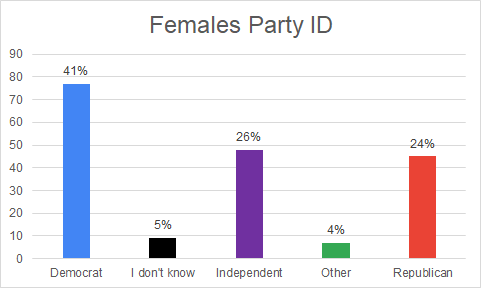 Females Party ID
90
80
70
60
50
40
30
20
10
0
41%
5%
26%
4%
24%
Democrat
I don't know
Independent
Other
Republican